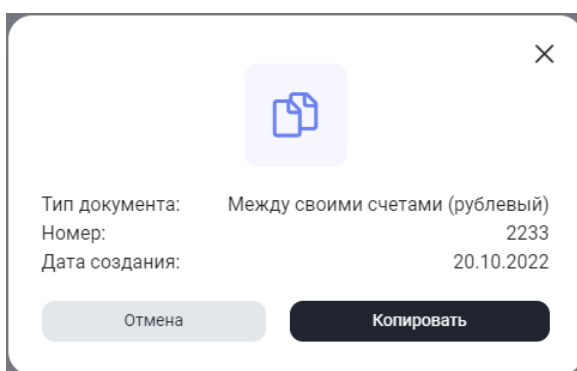 Тип документа: Между своими счетами (рублевый)
Номер: 2233
Дата создания: 20.10.2022
Отмена Копировать